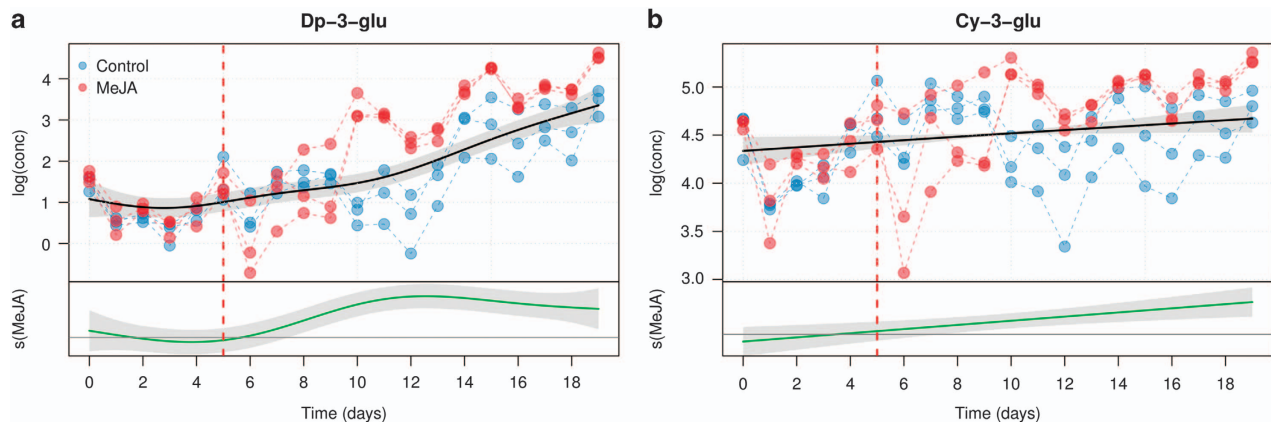 a
Dp–3–glu
4
3
2
1
0
log(conc)
Control
MeJA
s(MeJA)
0 2 4 6 8 10 12 14 16 18
Time (days)
b
Cy–3–glu
5.0
4.5
4.0
3.5
3.0
log(conc)
s(MeJA)
0 2 4 6 8 10 12 14 16 18
Time (days)